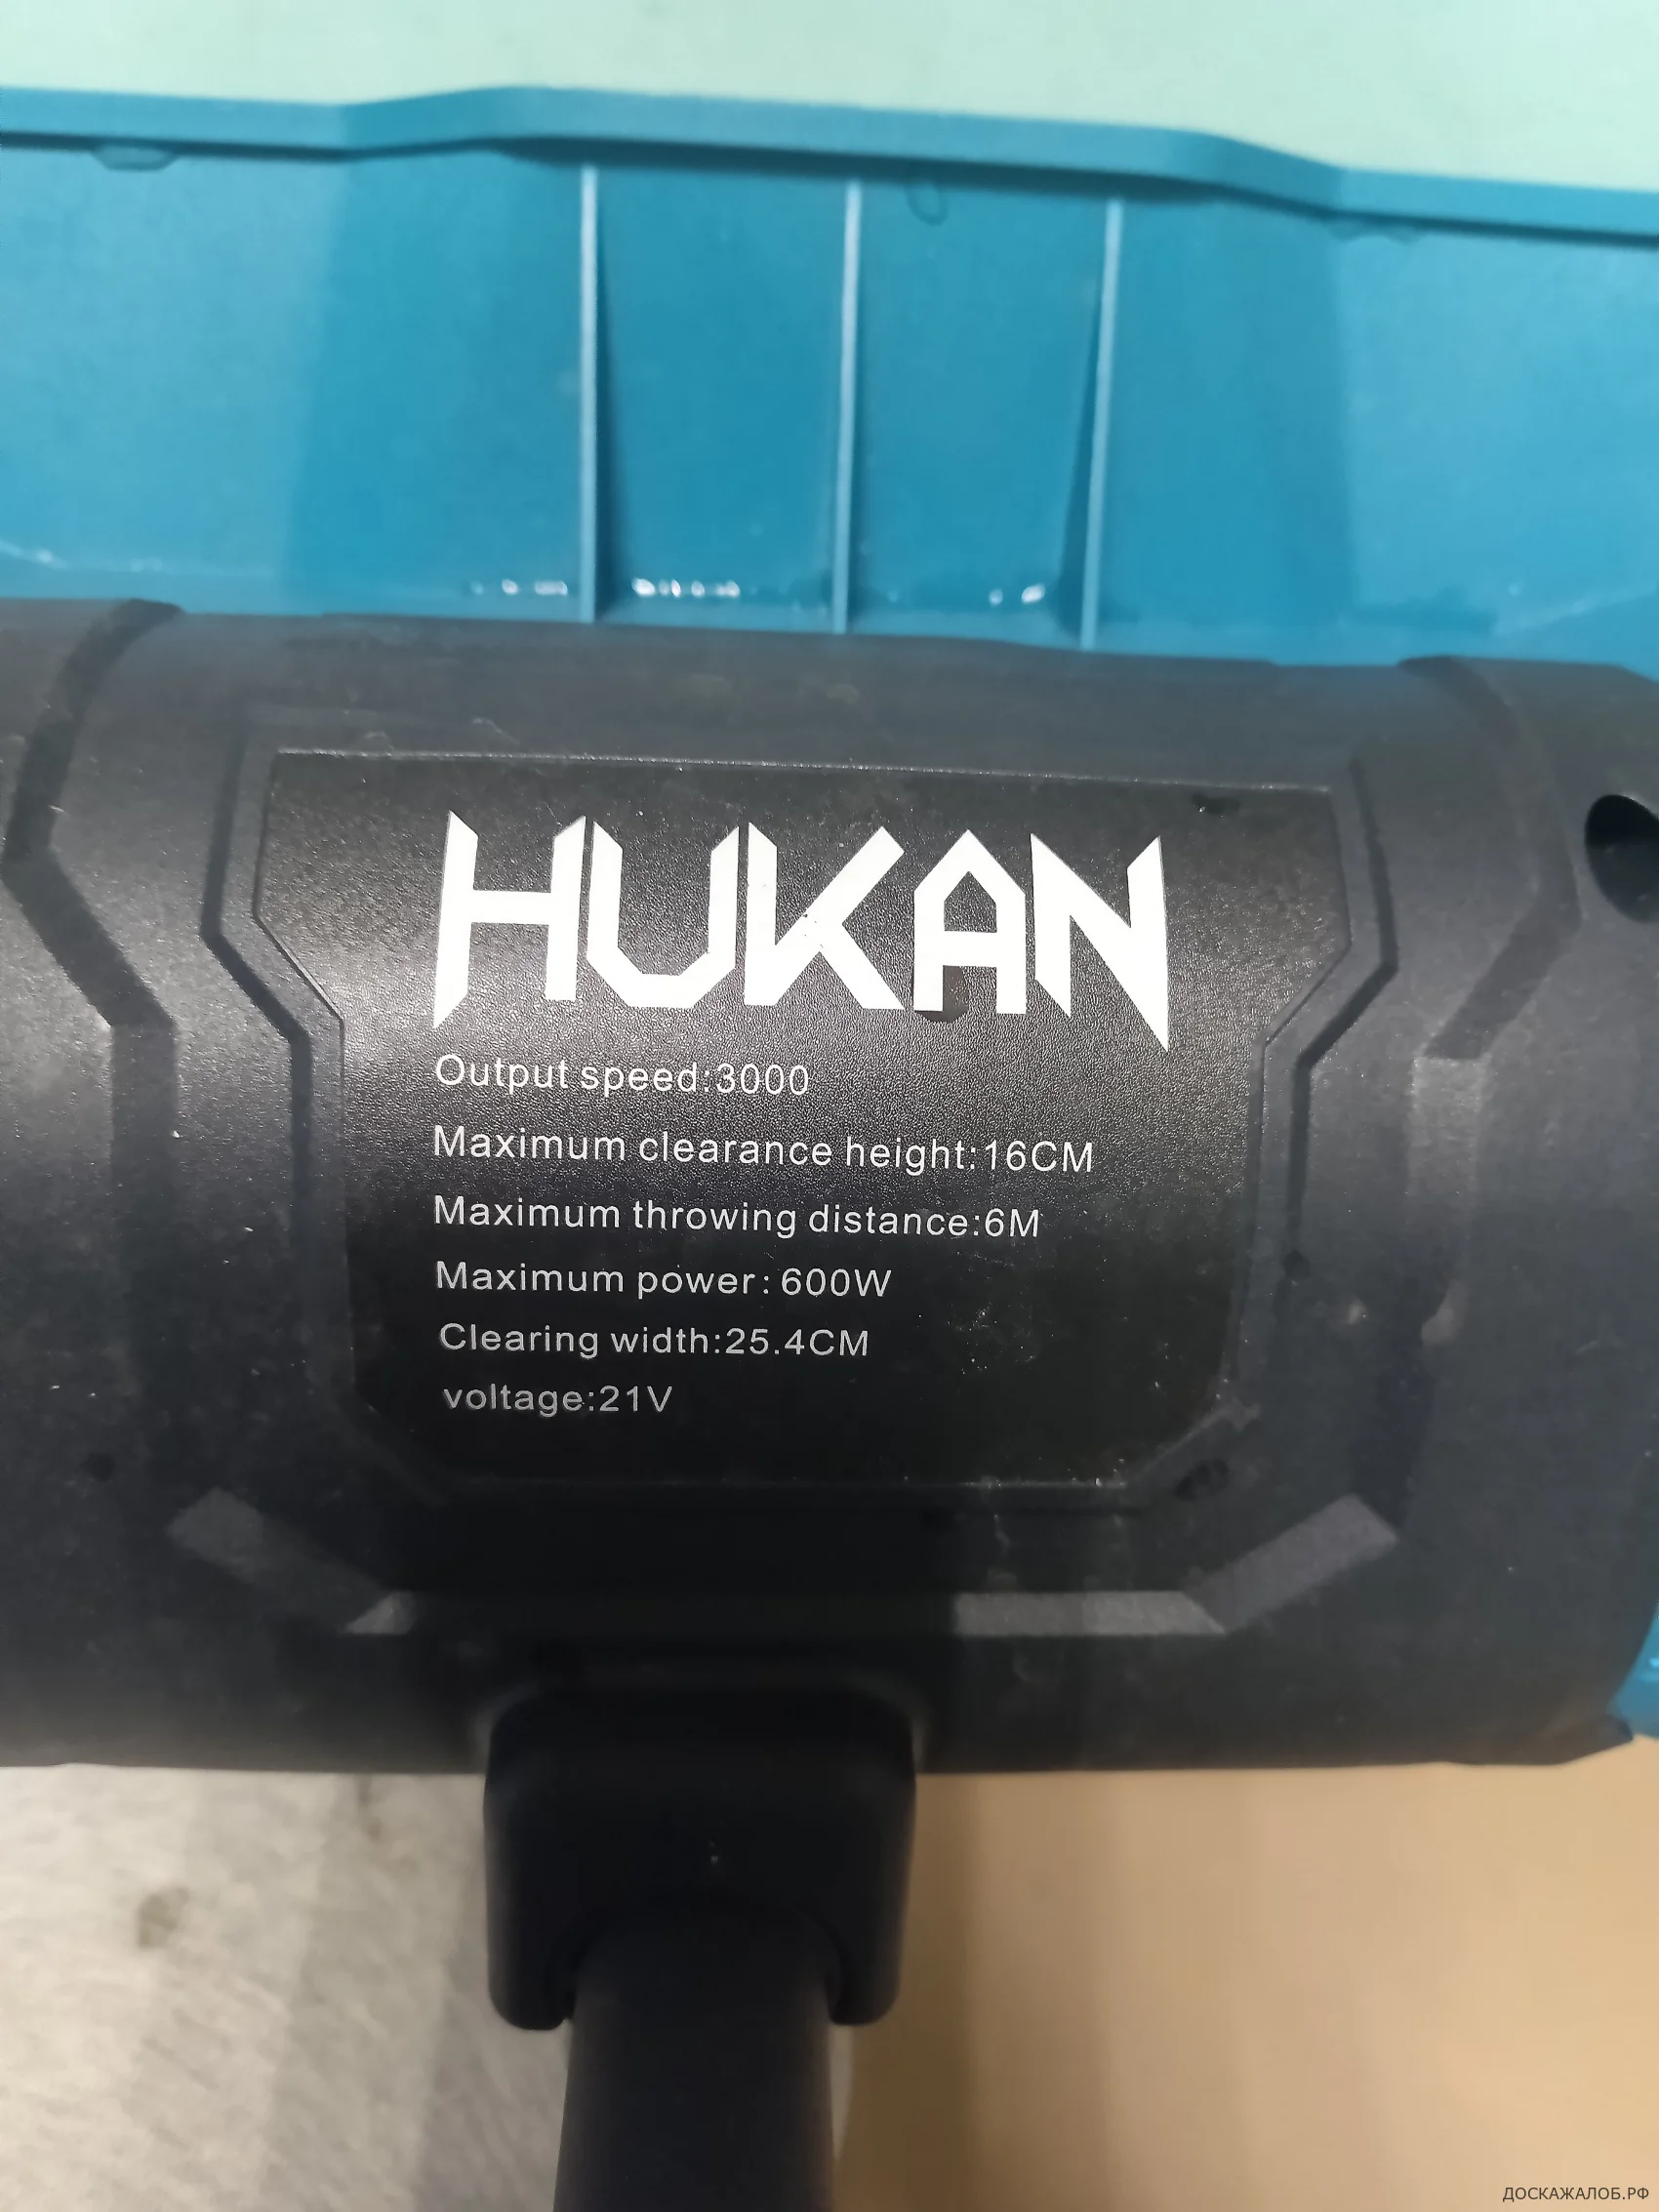 HUKAN
Output speed:3000
Maximum clearance height:16CM
Maximum throwing distance:6M
Maximum power: 600W
Clearing width:25.4CM
voltage:21V
ДОСКАЖАЛОБ.РФ